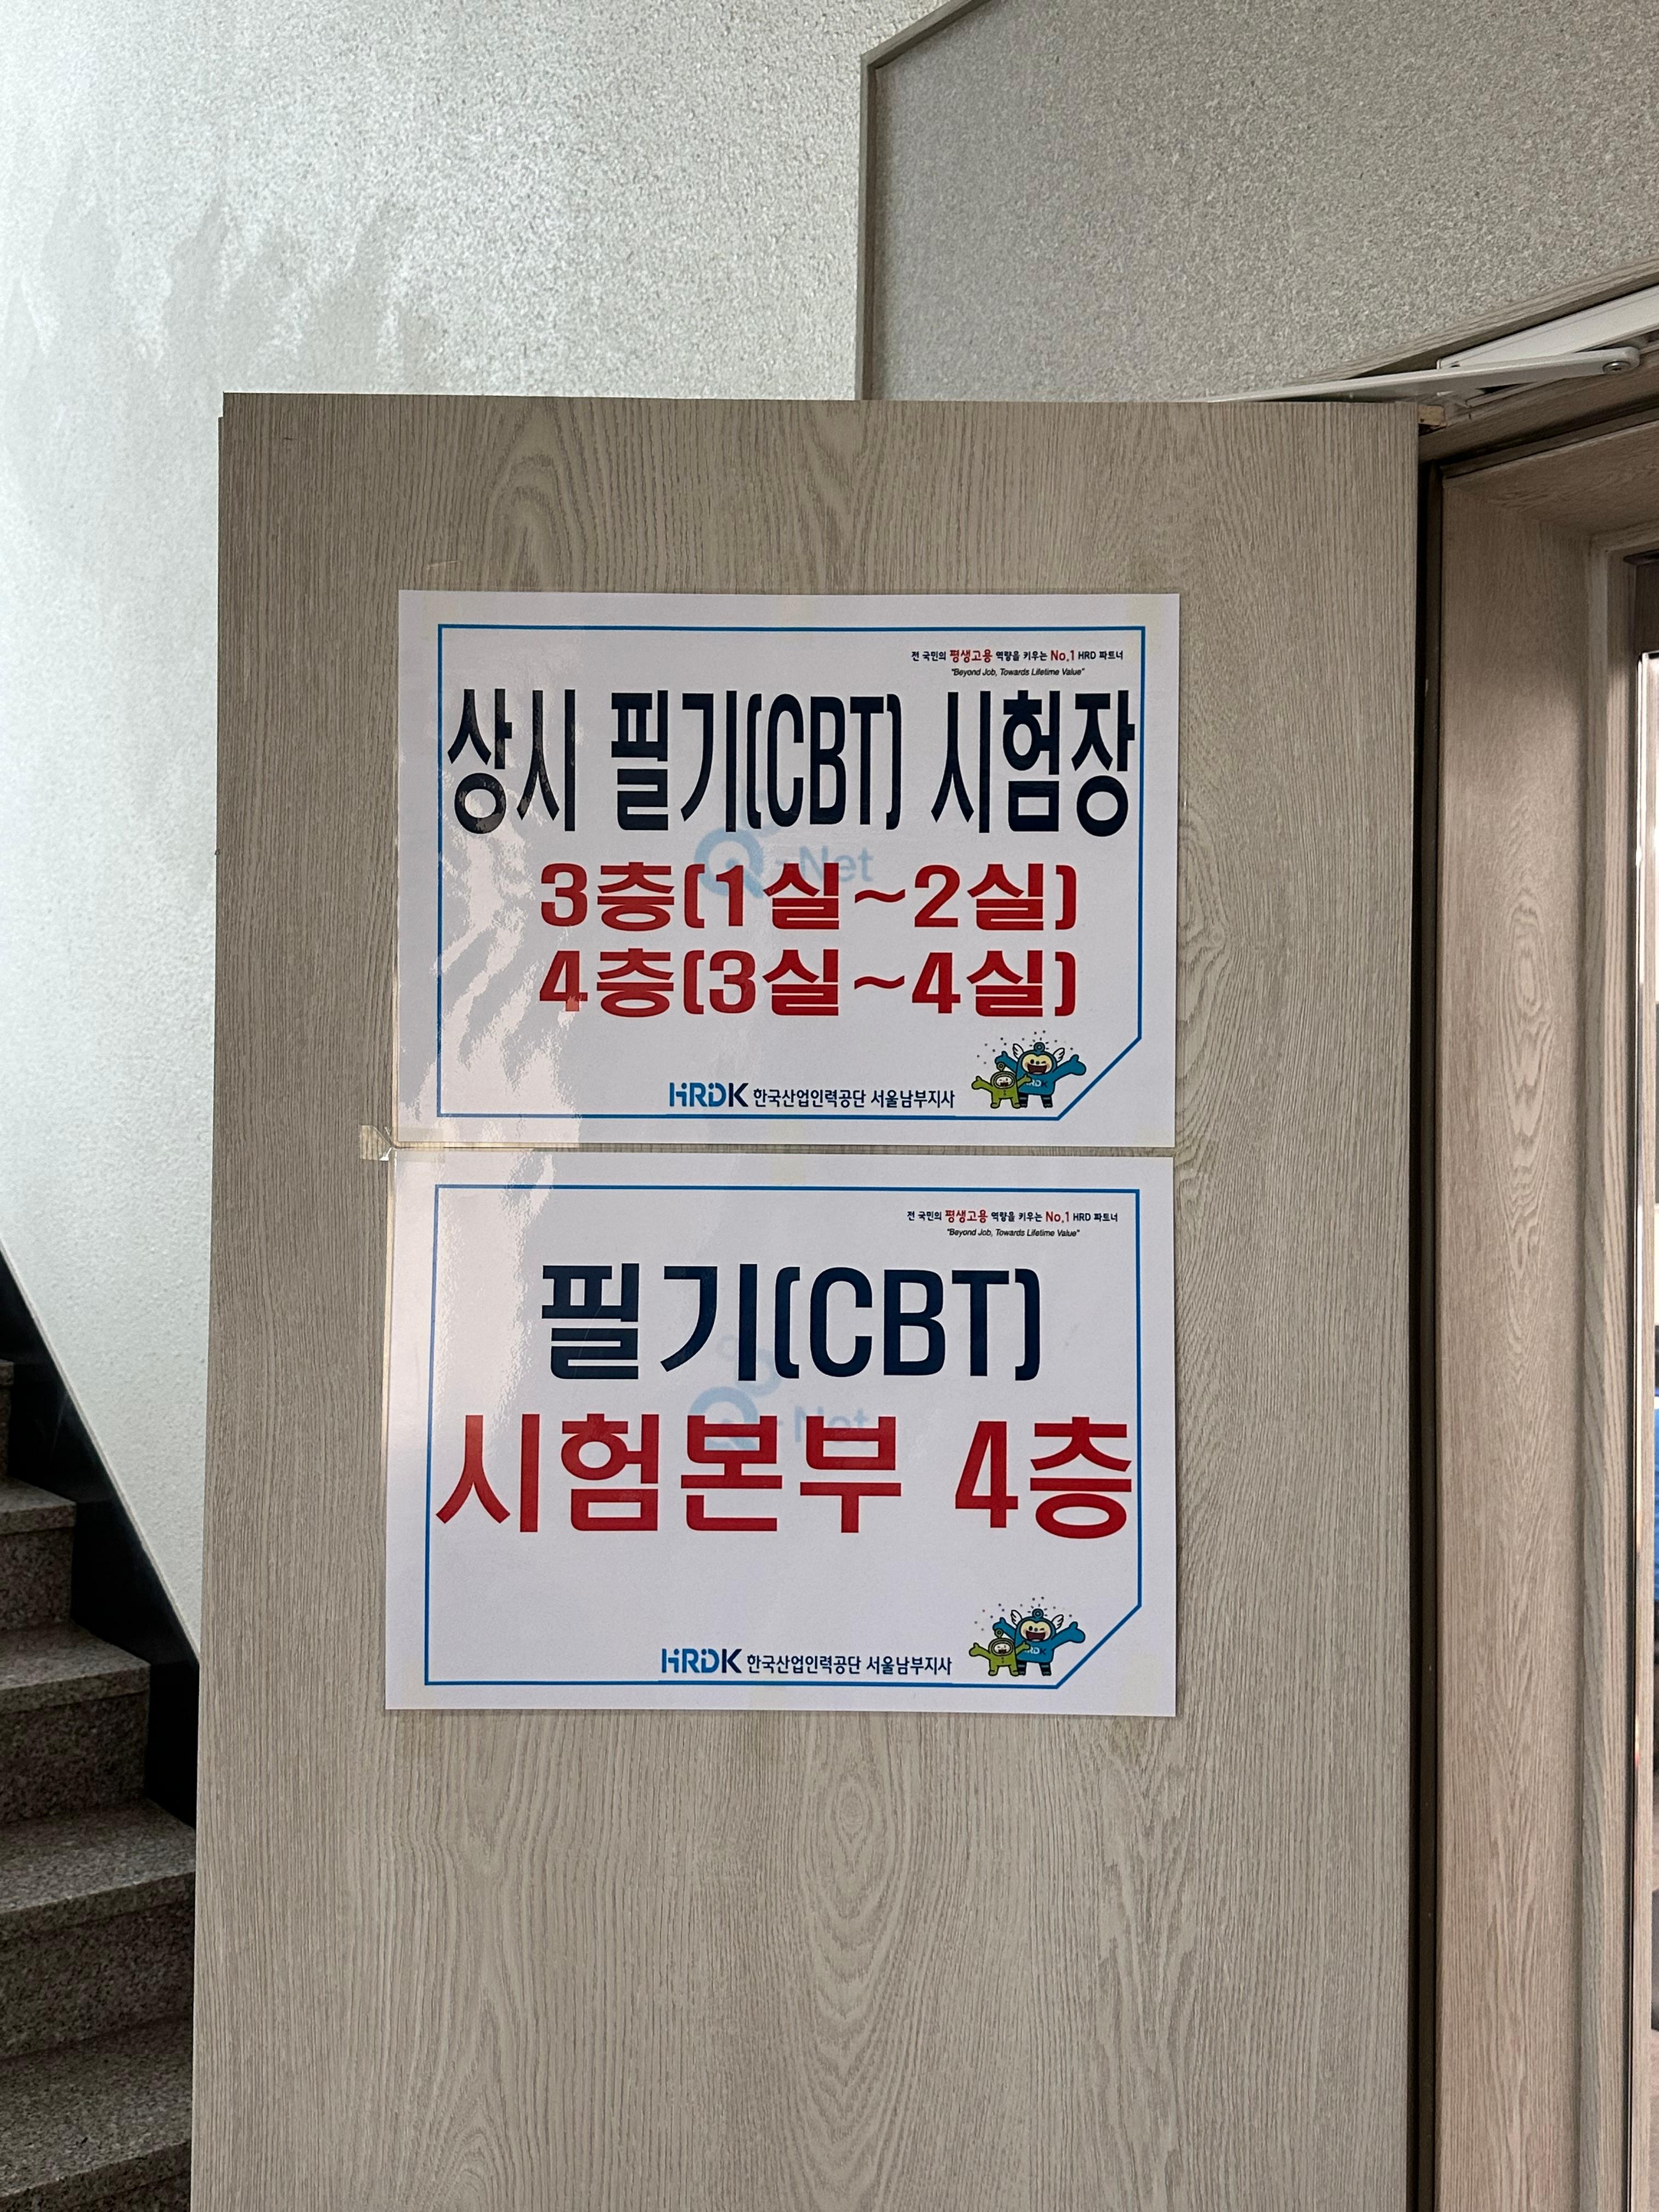 전 국민의 평생고용 역량을 키우는 No.1 HRD 파트너
"Beyond Job, Towards Lifetime Value"
상시 필기(CBT) 시험장
Q-Net
3층(1실~2실)
4층(3실~4실)
HRDK 한국산업인력공단 서울남부지사
전 국민의 평생고용 역량을 키우는 No.1 HRD 파트너
"Beyond Job, Towards Lifetime Value"
필기(CBT)
Q-Net
시험본부 4층
HRDK 한국산업인력공단 서울남부지사